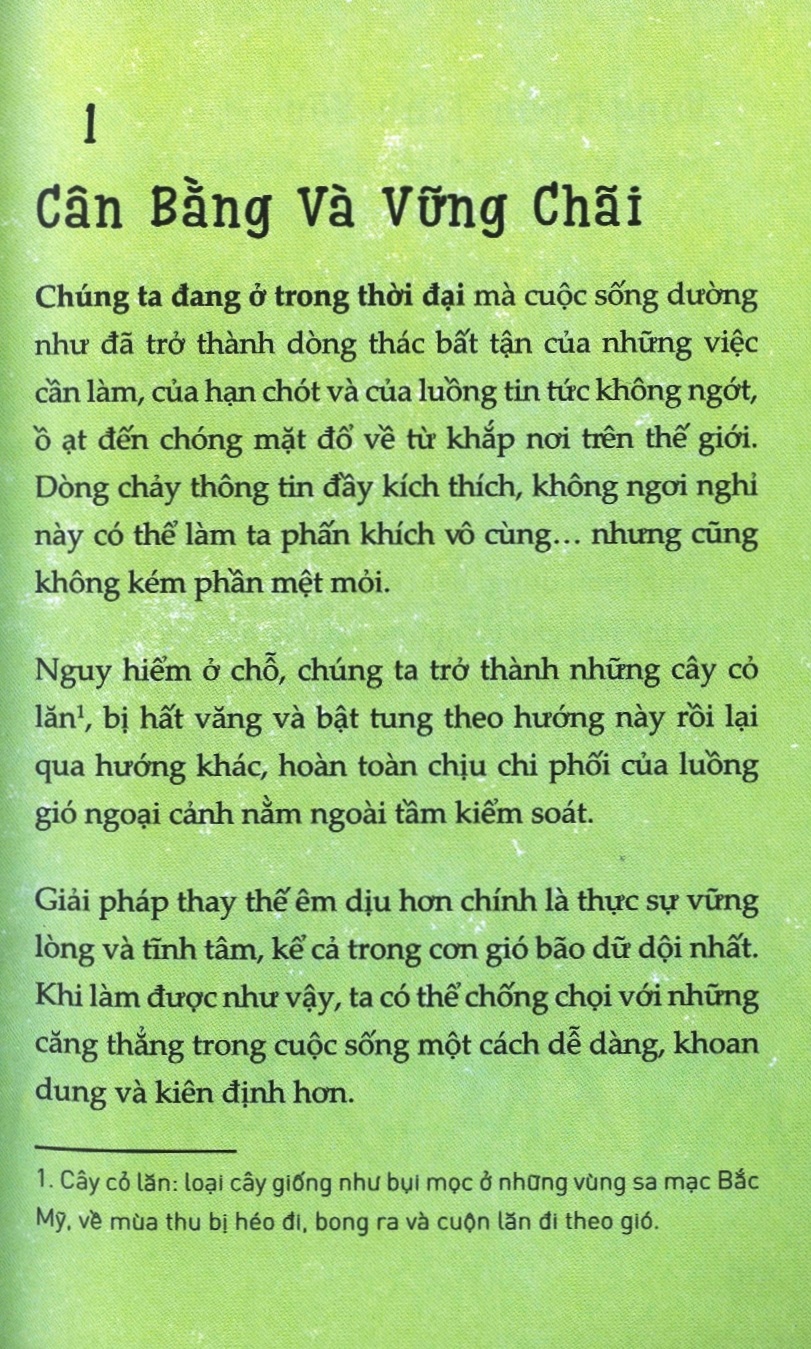 1
Cân Bằng Và Vững Chãi
Chúng ta đang ở trong thời đại mà cuộc sống dường
như đã trở thành dòng thác bất tận của những việc
cần làm, của hạn chót và của luồng tin tức không ngớt,
ồ ạt đến chóng mặt đổ về từ khắp nơi trên thế giới.
Dòng chảy thông tin đầy kích thích, không ngơi nghỉ
này có thể làm ta phấn khích vô cùng... nhưng cũng
không kém phần mệt mỏi.
Nguy hiểm ở chỗ, chúng ta trở thành những cây cỏ
lăn¹, bị hất văng và bật tung theo hướng này rồi lại
qua hướng khác, hoàn toàn chịu chi phối của luồng
gió ngoại cảnh nằm ngoài tầm kiểm soát.
Giải pháp thay thế êm dịu hơn chính là thực sự vững
lòng và tĩnh tâm, kể cả trong cơn gió bão dữ dội nhất.
Khi làm được như vậy, ta có thể chống chọi với những
căng thẳng trong cuộc sống một cách dễ dàng, khoan
dung và kiên định hơn.
1. Cây cỏ lăn: loại cây giống như bụi mọc ở những vùng sa mạc Bắc
Mỹ, về mùa thu bị héo đi, bong ra và cuộn lăn đi theo gió.